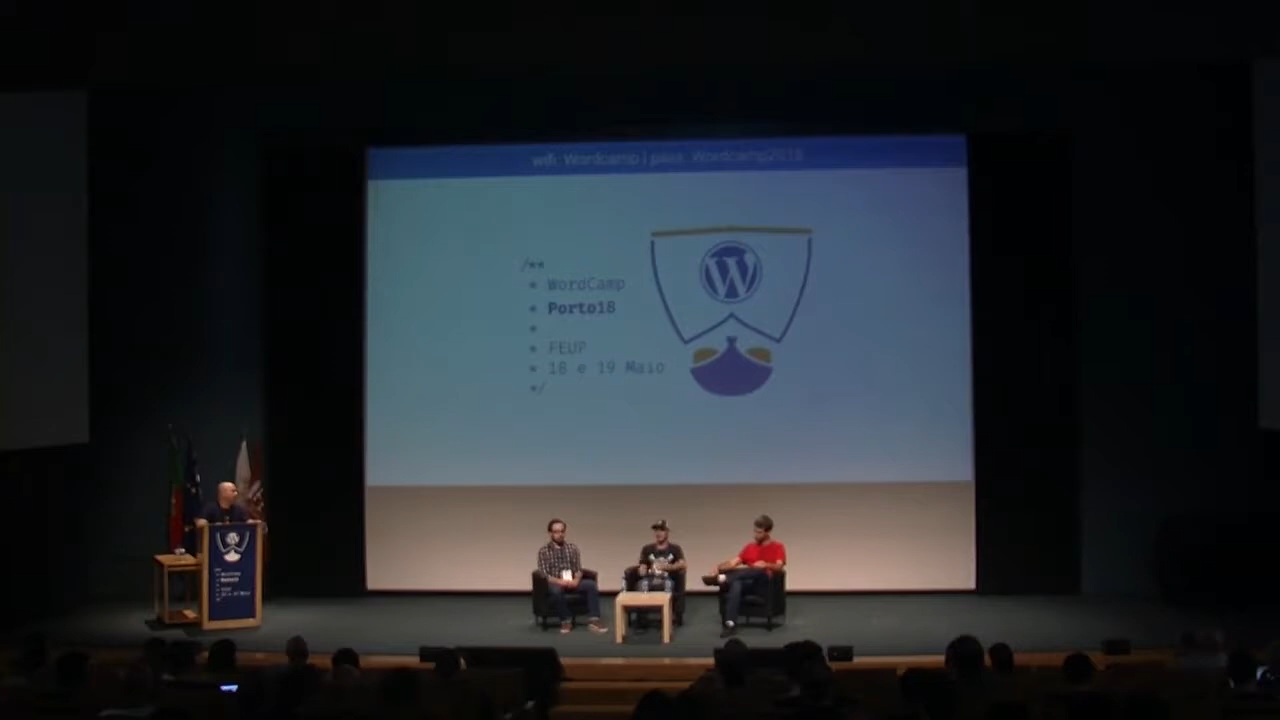 wifi: Wordcamp | pass: Wordcamp2018
/**
* WordCamp
* Porto18
*
* FEUP
* 18 e 19 Maio
*/
W